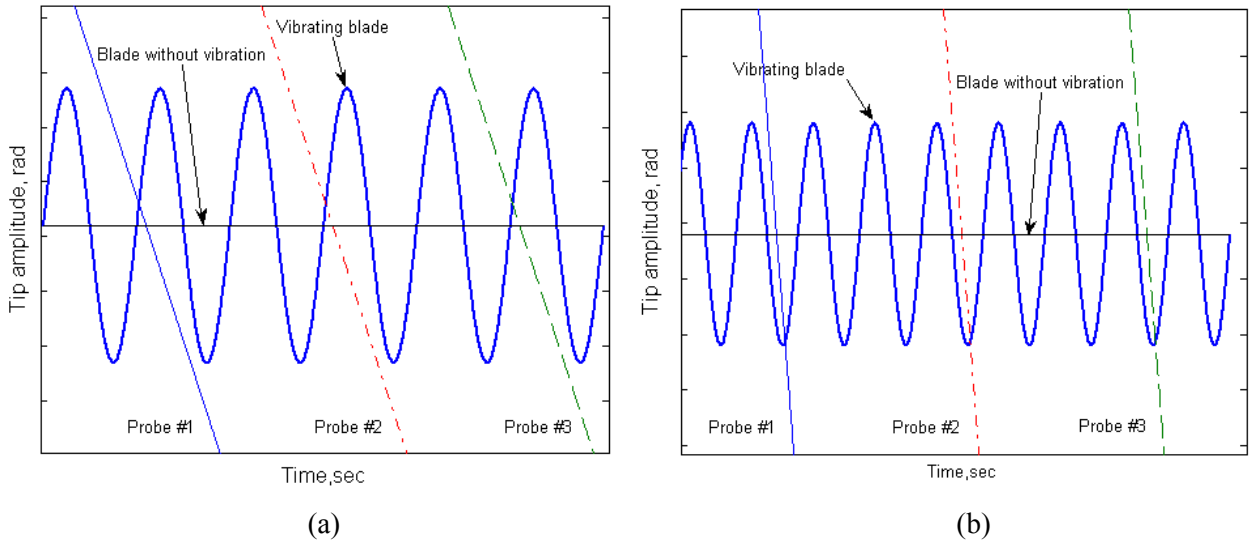 Vibrating blade
Blade without vibration
Tip amplitude, rad
Probe #1
Probe #2
Probe #3
Time,sec
(a)
Vibrating blade
Blade without vibration
Tip amplitude, rad
Probe #1
Probe #2
Probe #3
Time,sec
(b)